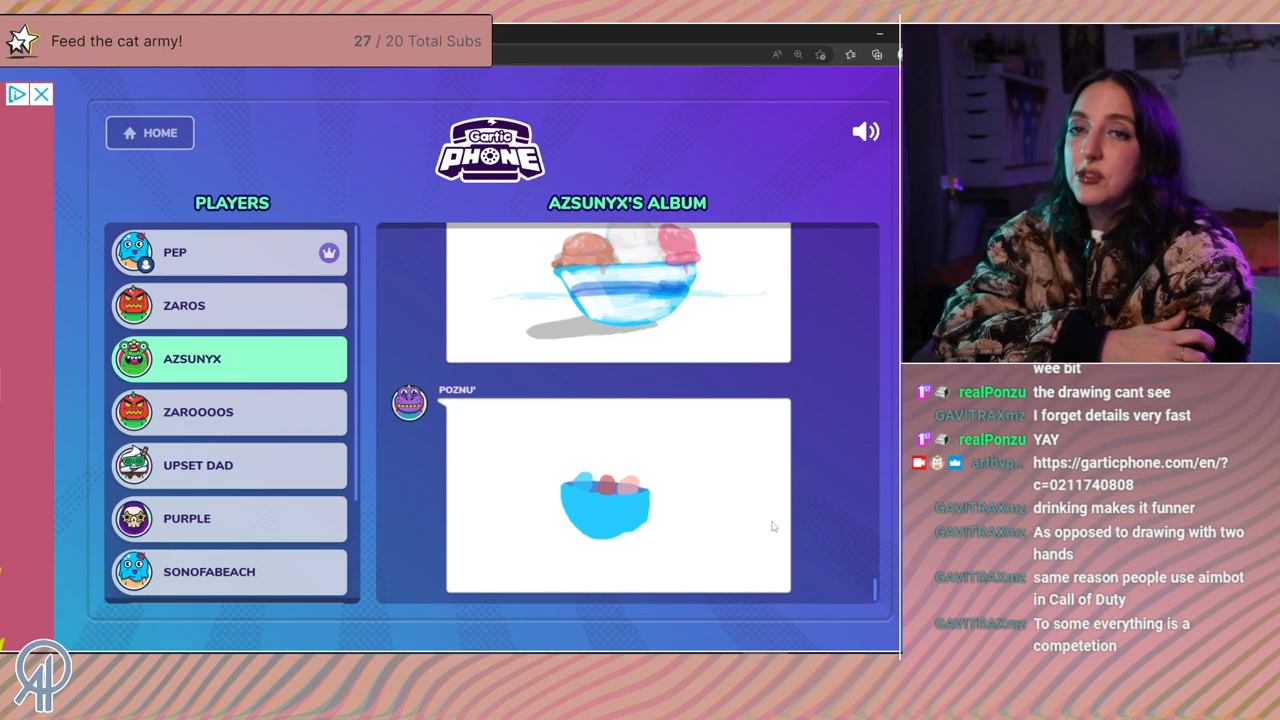 Feed the cat army!
27 / 20 Total Subs
HOME
Gartic
PHONE
PLAYERS
AZSUNYX'S ALBUM
PEP
ZAROS
AZSUNYX
ZAROOOOS
UPSET DAD
PURPLE
SONOFABEACH
POZNU'
wee bit
realPonzu the drawing cant see
GAVITRAXmz I forget details very fast
realPonzu YAY
artbyp... https://garticphone.com/en/?
c=0211740808
GAVITRAXmz drinking makes it funner
GAVITRAXmz As opposed to drawing with two
hands
GAVITRAXmz same reason people use aimbot
in Call of Duty
GAVITRAXmz To some everything is a
competetion